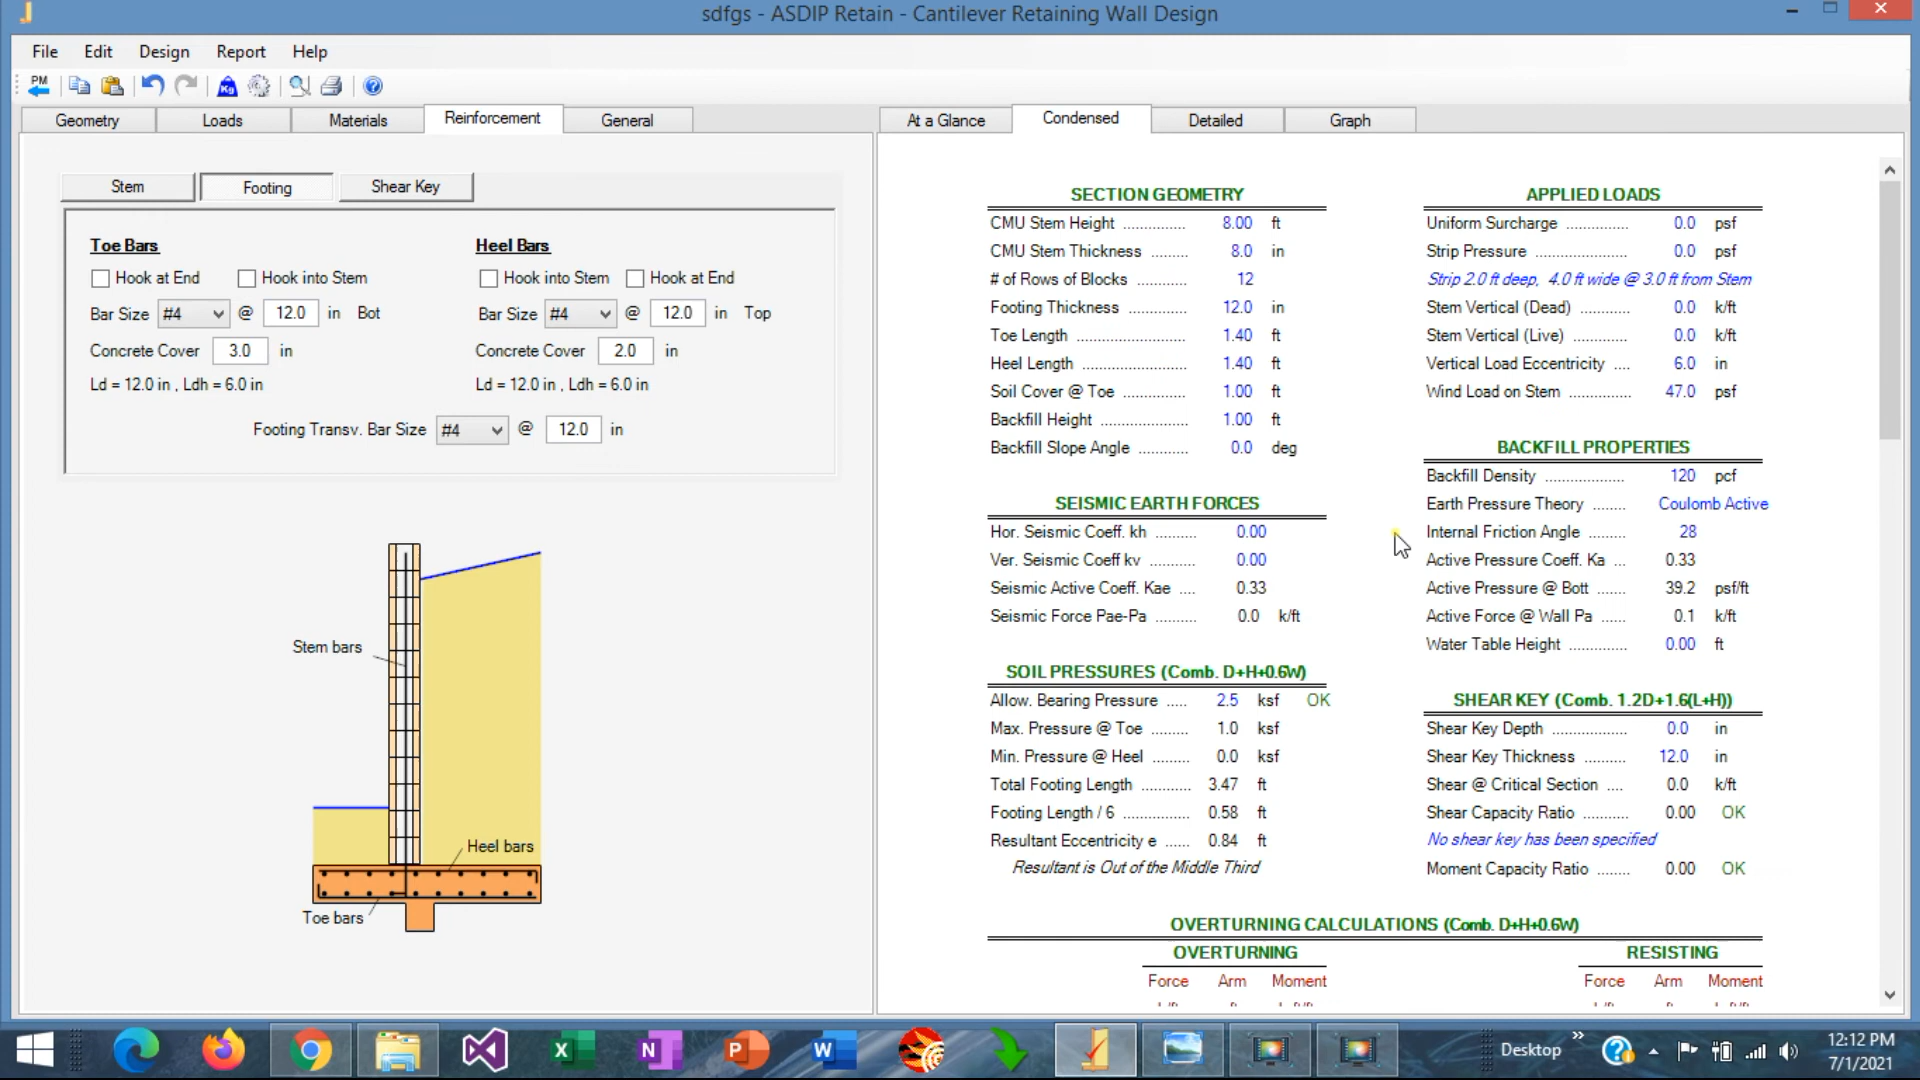 sdfgs - ASDIP Retain - Cantilever Retaining Wall Design
File Edit Design Report Help
PM
Kg
Geometry Loads Materials Reinforcement General
At a Glance Condensed Detailed Graph
Stem Footing Shear Key
Toe Bars
Hook at End Hook into Stem
Bar Size #4 @ 12.0 in Bot
Concrete Cover 3.0 in
Ld = 12.0 in , Ldh = 6.0 in
Heel Bars
Hook into Stem Hook at End
Bar Size #4 @ 12.0 in Top
Concrete Cover 2.0 in
Ld = 12.0 in , Ldh = 6.0 in
Footing Transv. Bar Size #4 @ 12.0 in
Stem bars
Heel bars
Toe bars
SECTION GEOMETRY
CMU Stem Height .............. 8.00 ft
CMU Stem Thickness ......... 8.0 in
# of Rows of Blocks ............ 12
Footing Thickness .............. 12.0 in
Toe Length ....................... 1.40 ft
Heel Length ....................... 1.40 ft
Soil Cover @ Toe ............... 1.00 ft
Backfill Height .................... 1.00 ft
Backfill Slope Angle ........... 0.0 deg
SEISMIC EARTH FORCES
Hor. Seismic Coeff. kh .......... 0.00
Ver. Seismic Coeff kv .......... 0.00
Seismic Active Coeff. Kae .... 0.33
Seismic Force Pae-Pa ......... 0.0 k/ft
SOIL PRESSURES (Comb. D+H+0.6W)
Allow. Bearing Pressure ..... 2.5 ksf OK
Max. Pressure @ Toe ........ 1.0 ksf
Min. Pressure @ Heel ........ 0.0 ksf
Total Footing Length ........... 3.47 ft
Footing Length / 6 .............. 0.58 ft
Resultant Eccentricity e ...... 0.84 ft
Resultant is Out of the Middle Third
APPLIED LOADS
Uniform Surcharge .............. 0.0 psf
Strip Pressure .................... 0.0 psf
Strip 2.0 ft deep, 4.0 ft wide @ 3.0 ft from Stem
Stem Vertical (Dead) ........... 0.0 k/ft
Stem Vertical (Live) ............ 0.0 k/ft
Vertical Load Eccentricity .... 6.0 in
Wind Load on Stem .............. 47.0 psf
BACKFILL PROPERTIES
Backfill Density .................. 120 pcf
Earth Pressure Theory ........ Coulomb Active
Internal Friction Angle ......... 28
Active Pressure Coeff. Ka ... 0.33
Active Pressure @ Bott ....... 39.2 psf/ft
Active Force @ Wall Pa ...... 0.1 k/ft
Water Table Height ............. 0.00 ft
SHEAR KEY (Comb. 1.2D+1.6(L+H))
Shear Key Depth ................. 0.0 in
Shear Key Thickness ......... 12.0 in
Shear @ Critical Section .... 0.0 k/ft
Shear Capacity Ratio .......... 0.00 OK
No shear key has been specified
Moment Capacity Ratio ........ 0.00 OK
OVERTURNING CALCULATIONS (Comb. D+H+0.6W)
OVERTURNING RESISTING
Force Arm Moment Force Arm Moment
Desktop
12:12 PM
7/1/2021